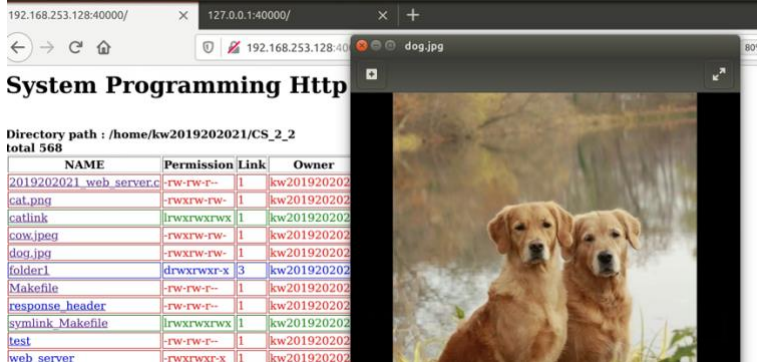 192.168.253.128:40000/ × 127.0.0.1:40000/ × +
192.168.253.128:40
dog.jpg
80%
System Programming Http
Directory path : /home/kw2019202021/CS_2_2
total 568
NAME Permission Link Owner
2019202021_web_server.c -rw-rw-r-- 1 kw201920202
cat.png -rwxrw-rw- 1 kw201920202
catlink lrwxrwxrwx 1 kw201920202
cow.jpeg -rwxrw-rw- 1 kw201920202
dog.jpg -rwxrw-rw- 1 kw201920202
folder1 drwxrwxr-x 3 kw201920202
Makefile -rw-rw-r-- 1 kw201920202
response_header -rw-rw-r-- 1 kw201920202
symlink_Makefile lrwxrwxrwx 1 kw201920202
test -rw-rw-r-- 1 kw201920202
web_server -rwxrwxr-x 1 kw201920202